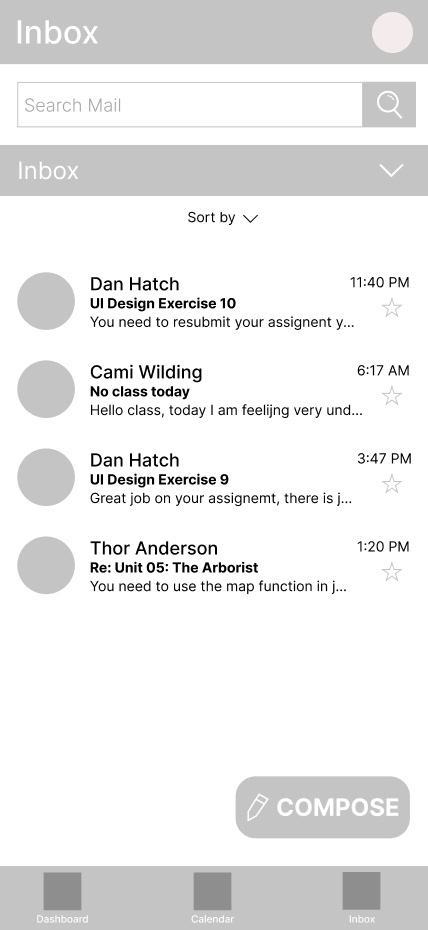 Inbox
Search Mail
Inbox
Sort by
Dan Hatch
11:40 PM
UI Design Exercise 10
You need to resubmit your assignent y...
Cami Wilding
6:17 AM
No class today
Hello class, today I am feelijng very und...
Dan Hatch
3:47 PM
UI Design Exercise 9
Great job on your assignemt, there is j...
Thor Anderson
1:20 PM
Re: Unit 05: The Arborist
You need to use the map function in j...
COMPOSE
Dashboard
Calendar
Inbox